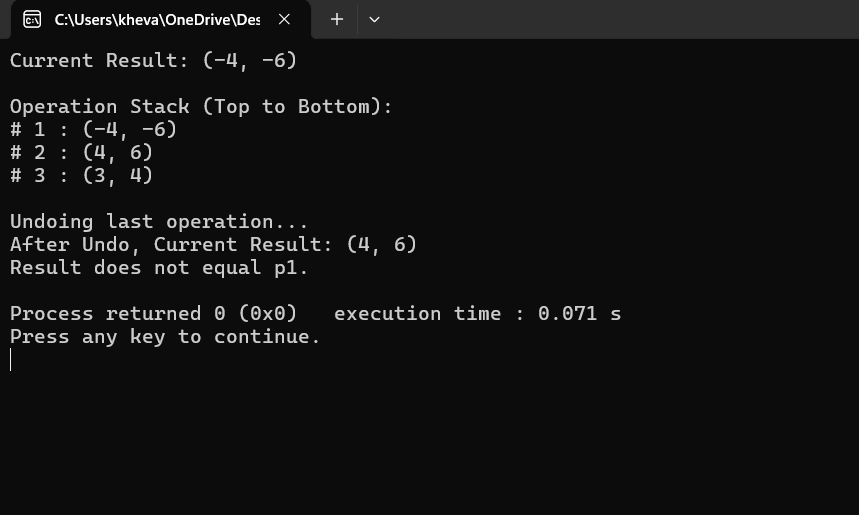 C:\Users\kheva\OneDrive\Des
Current Result: (-4, -6)
Operation Stack (Top to Bottom):
# 1 : (-4, -6)
# 2 : (4, 6)
# 3 : (3, 4)
Undoing last operation...
After Undo, Current Result: (4, 6)
Result does not equal p1.
Process returned 0 (0x0)   execution time : 0.071 s
Press any key to continue.